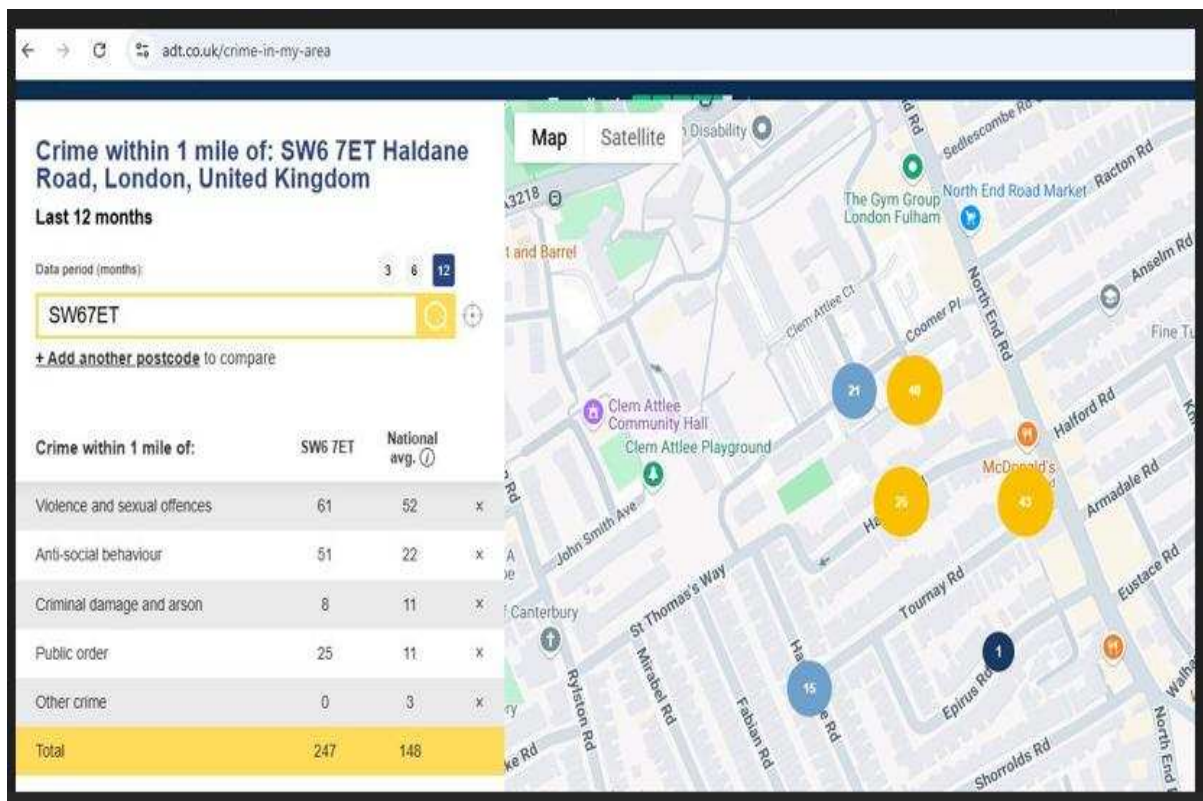 adt.co.uk/crime-in-my-area
Crime within 1 mile of: SW6 7ET Haldane
Road, London, United Kingdom
Last 12 months
Data period (months):
3 6 12
SW67ET
+ Add another postcode to compare
Crime within 1 mile of: SW6 7ET National avg.
Violence and sexual offences 61 52 x
Anti-social behaviour 51 22 x
Criminal damage and arson 8 11 x
Public order 25 11 x
Other crime 0 3 x
Total 247 148
Map Satellite
Disability
Sedlescombe Rd
Racton Rd
The Gym Group
London Fulham
North End Road Market
A3218
t and Barrel
Anselm Rd
North End Rd
Clem Attlee Ct
Coomer Pl
Fine Tu
21
Clem Attlee
Community Hall
Halford Rd
Clem Attlee Playground
McDonald's
43
Armadale Rd
John Smith Ave
St Thomas's Way
Tournay Rd
Eustace Rd
f Canterbury
1
15
Rylston Rd
Mirabel Rd
Fabian Rd
Epirus Rd
Shorrolds Rd
North End